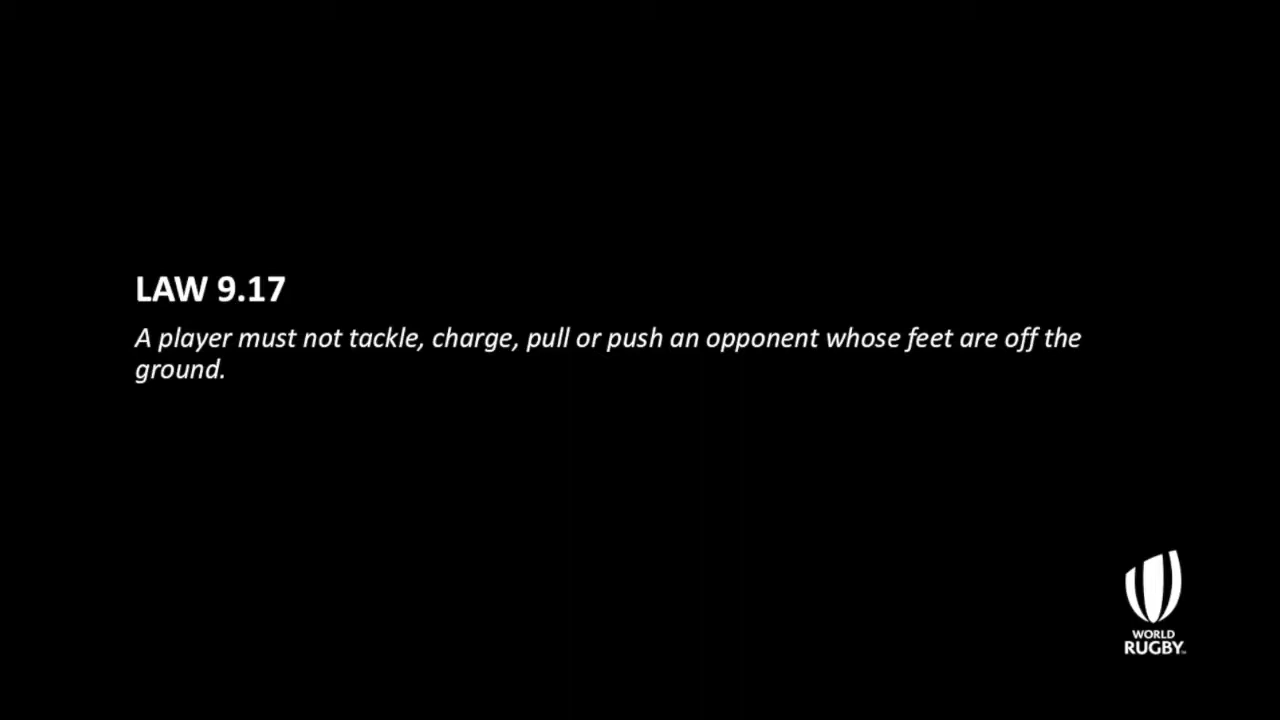 LAW 9.17
A player must not tackle, charge, pull or push an opponent whose feet are off the
ground.
WORLD
RUGBY™